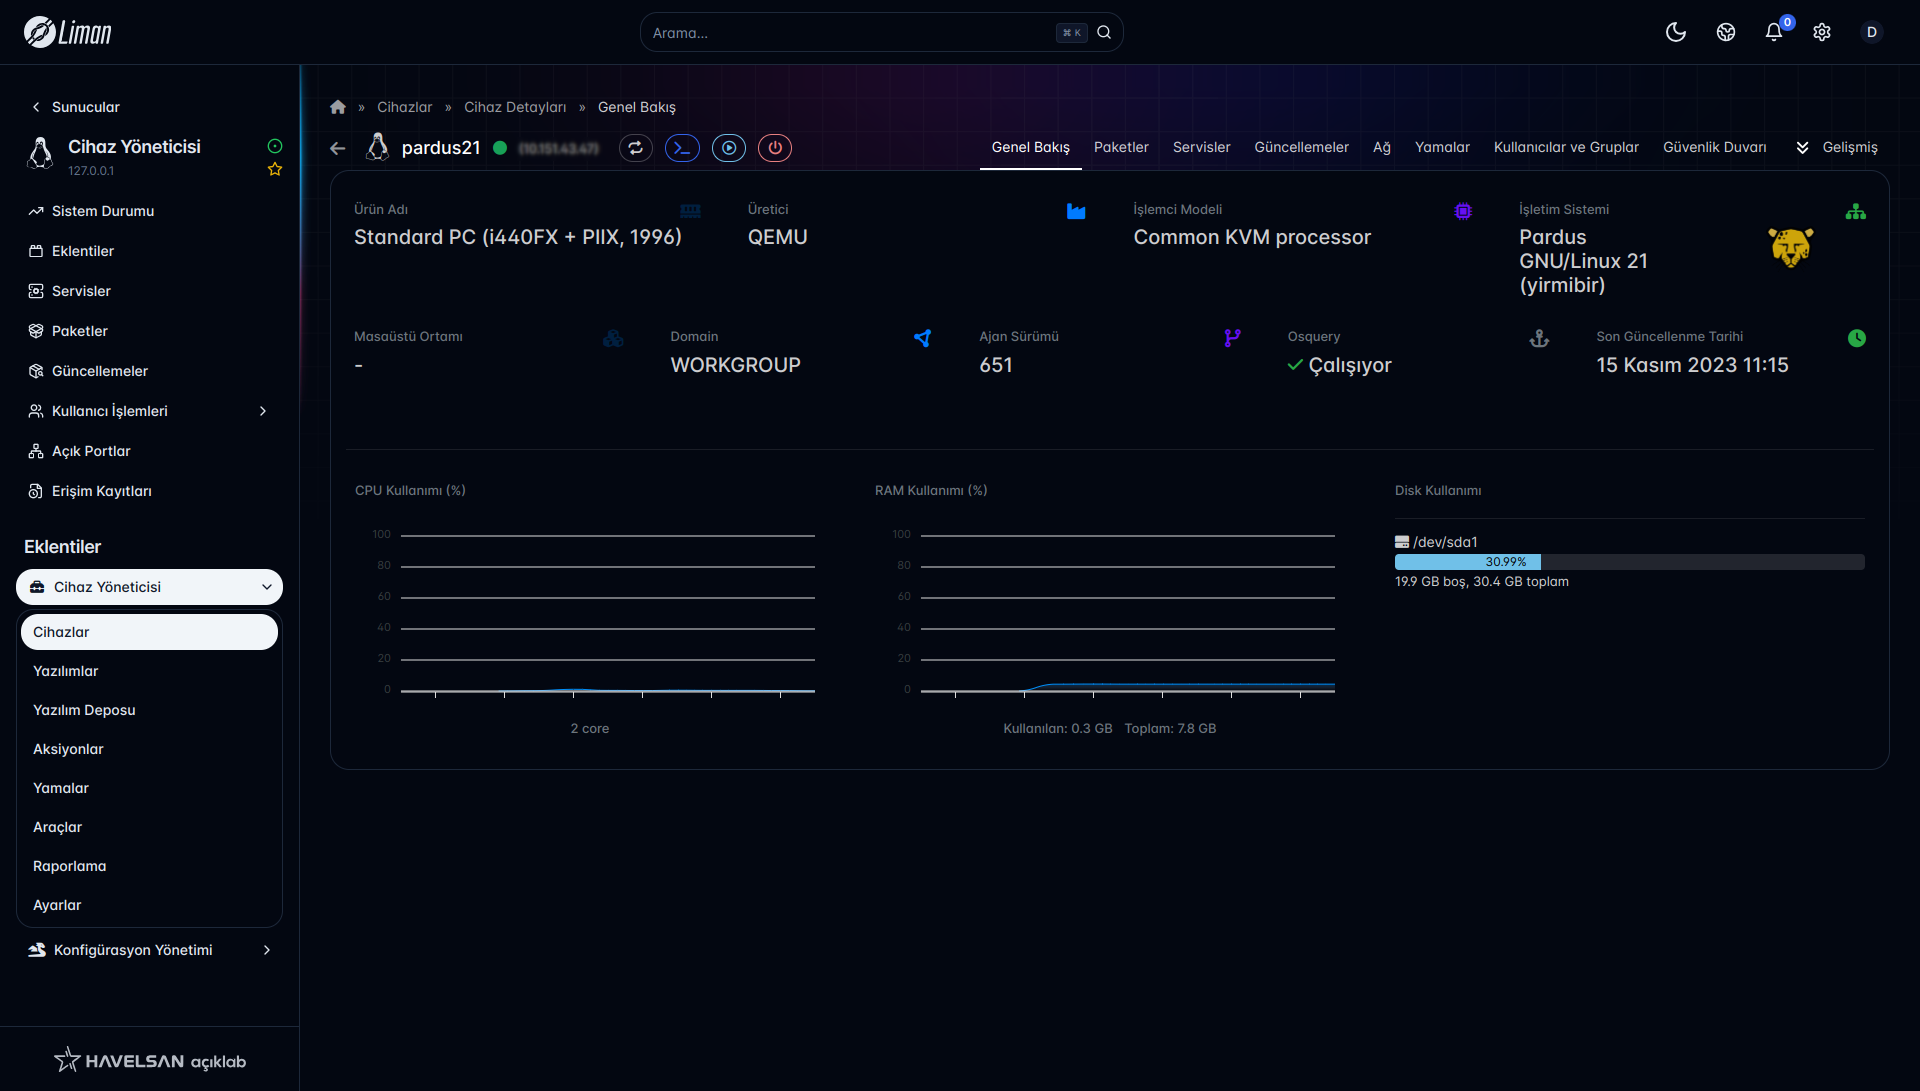 Liman
Arama...
⌘ K
0
D
Sunucular
Cihaz Yöneticisi
127.0.0.1
Sistem Durumu
Eklentiler
Servisler
Paketler
Güncellemeler
Kullanıcı İşlemleri
Açık Portlar
Erişim Kayıtları
Eklentiler
Cihaz Yöneticisi
Cihazlar
Yazılımlar
Yazılım Deposu
Aksiyonlar
Yamalar
Araçlar
Raporlama
Ayarlar
Konfigürasyon Yönetimi
HAVELSAN açıklab
» Cihazlar » Cihaz Detayları » Genel Bakış
pardus21
Genel Bakış Paketler Servisler Güncellemeler Ağ Yamalar Kullanıcılar ve Gruplar Güvenlik Duvarı Gelişmiş
Ürün Adı
Standard PC (i440FX + PIIX, 1996)
Üretici
QEMU
İşlemci Modeli
Common KVM processor
İşletim Sistemi
Pardus
GNU/Linux 21
(yirmibir)
Masaüstü Ortamı
-
Domain
WORKGROUP
Ajan Sürümü
651
Osquery
Çalışıyor
Son Güncellenme Tarihi
15 Kasım 2023 11:15
CPU Kullanımı (%)
100
80
60
40
20
0
2 core
RAM Kullanımı (%)
100
80
60
40
20
0
Kullanılan: 0.3 GB Toplam: 7.8 GB
Disk Kullanımı
/dev/sda1
30.99%
19.9 GB boş, 30.4 GB toplam